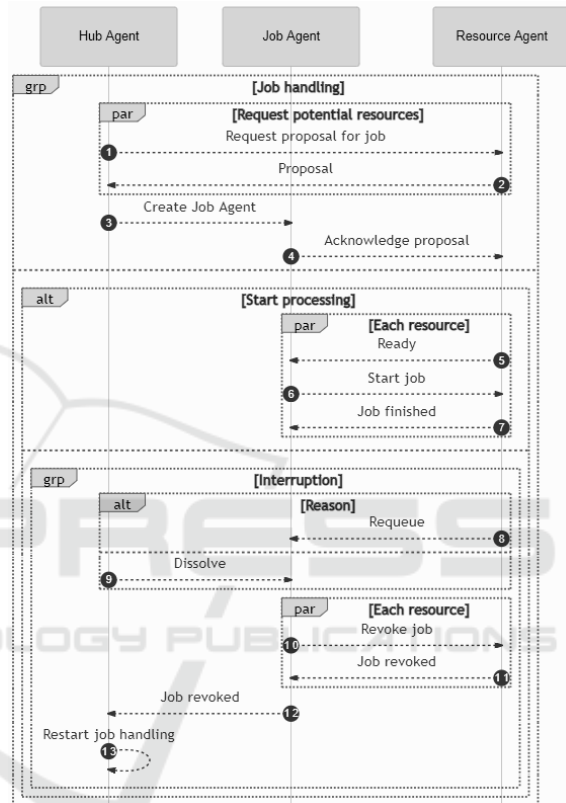 Hub Agent
Job Agent
Resource Agent
grp
[Job handling]
par
[Request potential resources]
Request proposal for job
1
Proposal
2
Create Job Agent
3
Acknowledge proposal
4
alt
[Start processing]
par
[Each resource]
Ready
5
Start job
6
Job finished
7
grp
[Interruption]
alt
[Reason]
Requeue
8
Dissolve
9
par
[Each resource]
Revoke job
10
Job revoked
11
Job revoked
12
Restart job handling
13
PRESS
OLOGY PUBLICATIONS